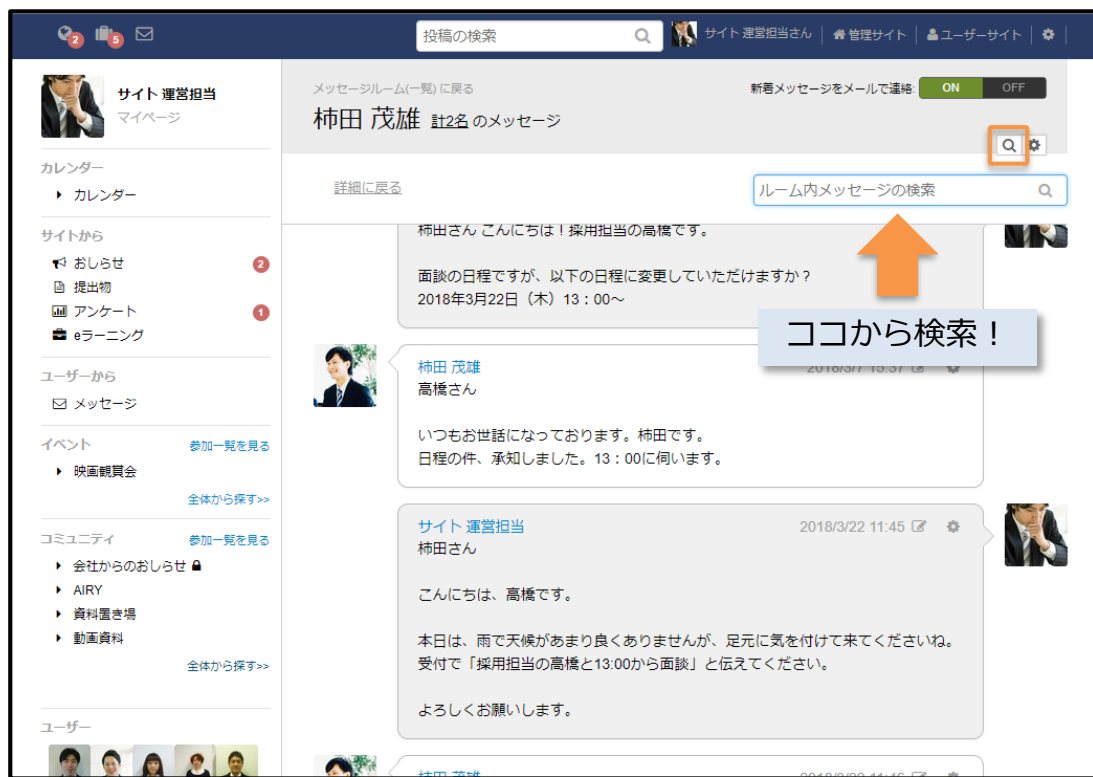 2
5
投稿の検索
サイト 運営担当さん
管理サイト
ユーザーサイト
サイト 運営担当
マイページ
カレンダー
カレンダー
サイトから
おしらせ 2
提出物
アンケート 1
eラーニング
ユーザーから
メッセージ
イベント 参加一覧を見る
映画観賞会
全体から探す>>
コミュニティ 参加一覧を見る
会社からのおしらせ
AIRY
資料置き場
動画資料
全体から探す>>
ユーザー
メッセージルーム(一覧) に戻る
新着メッセージをメールで連絡: ON OFF
柿田 茂雄 計2名 のメッセージ
詳細に戻る
ルーム内メッセージの検索
柿田さん こんにちは！採用担当の高橋です。
面談の日程ですが、以下の日程に変更していただけますか？
2018年3月22日（木）13：00～
ココから検索！
柿田 茂雄 2018/3/7 15:37
高橋さん
いつもお世話になっております。柿田です。
日程の件、承知しました。13：00に伺います。
サイト 運営担当 2018/3/22 11:45
柿田さん
こんにちは、高橋です。
本日は、雨で天候があまり良くありませんが、足元に気を付けて来てくださいね。
受付で「採用担当の高橋と13:00から面談」と伝えてください。
よろしくお願いします。
柿田 茂雄 2018/3/22 11:46